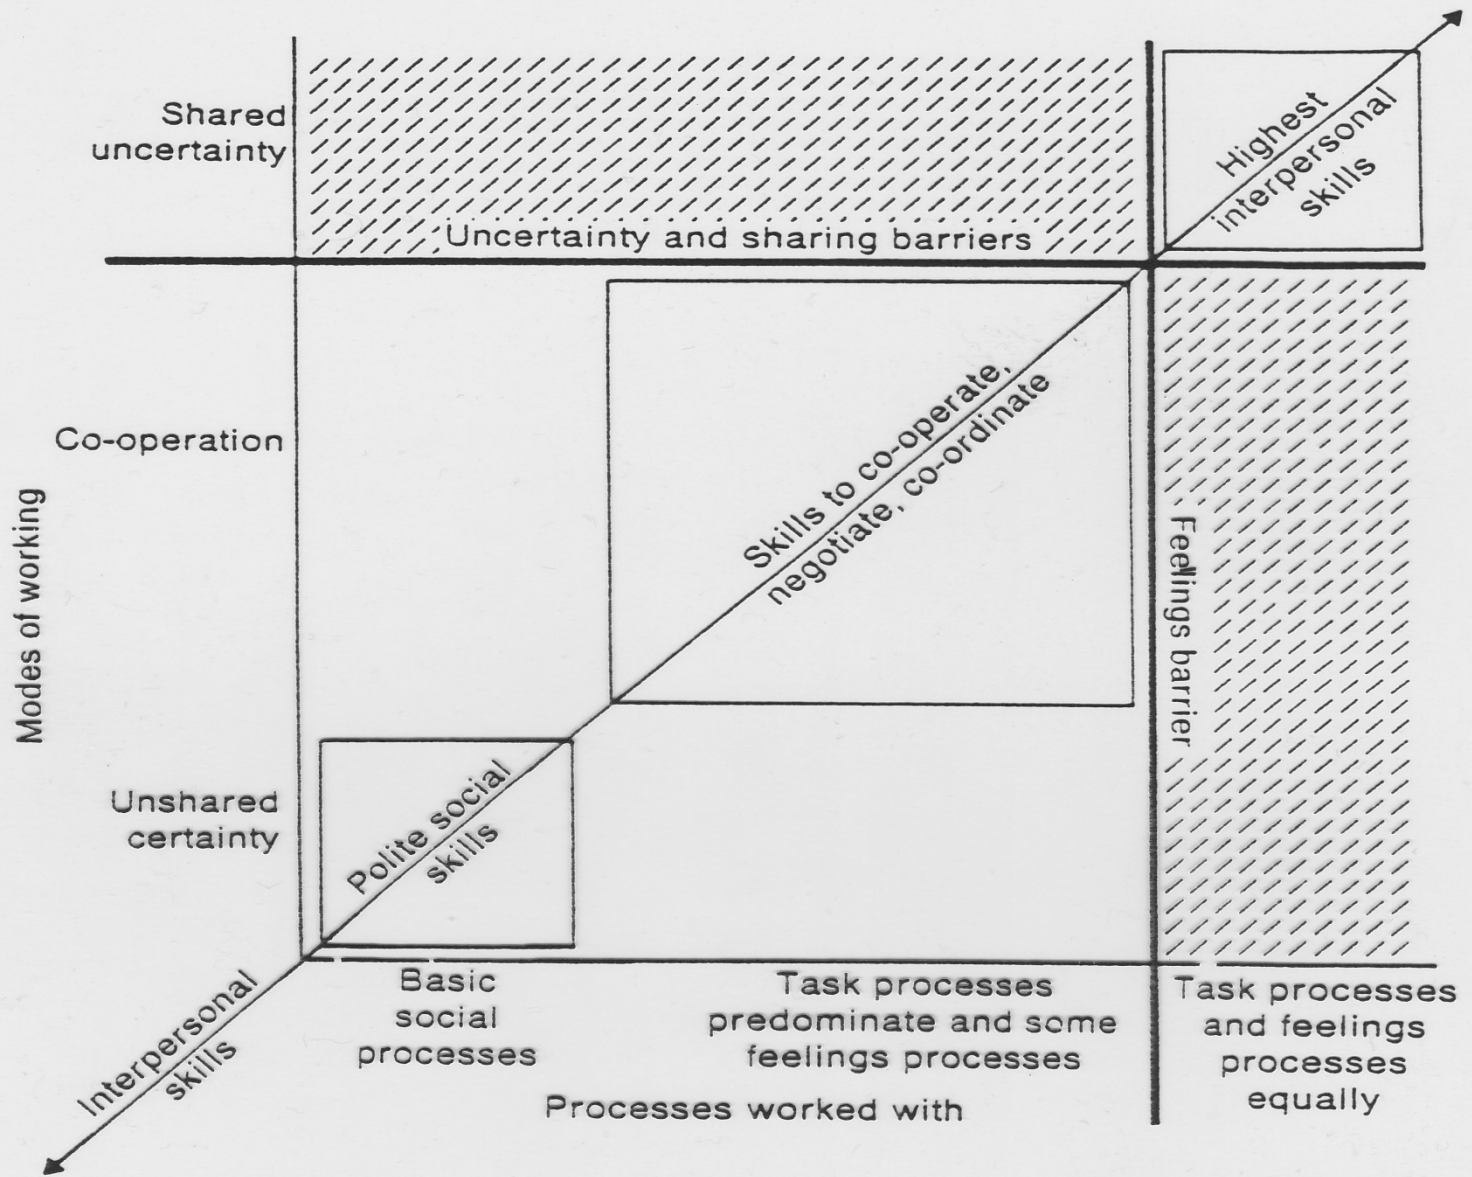 Shared
uncertainty
Uncertainty and sharing barriers
Highest
interpersonal
skills
Co-operation
Skills to co-operate,
negotiate, co-ordinate
Modes of working
Feelings barrier
Unshared
certainty
Polite social
skills
Interpersonal
skills
Basic
social
processes
Task processes
predominate and some
feelings processes
Task processes
and feelings
processes
equally
Processes worked with